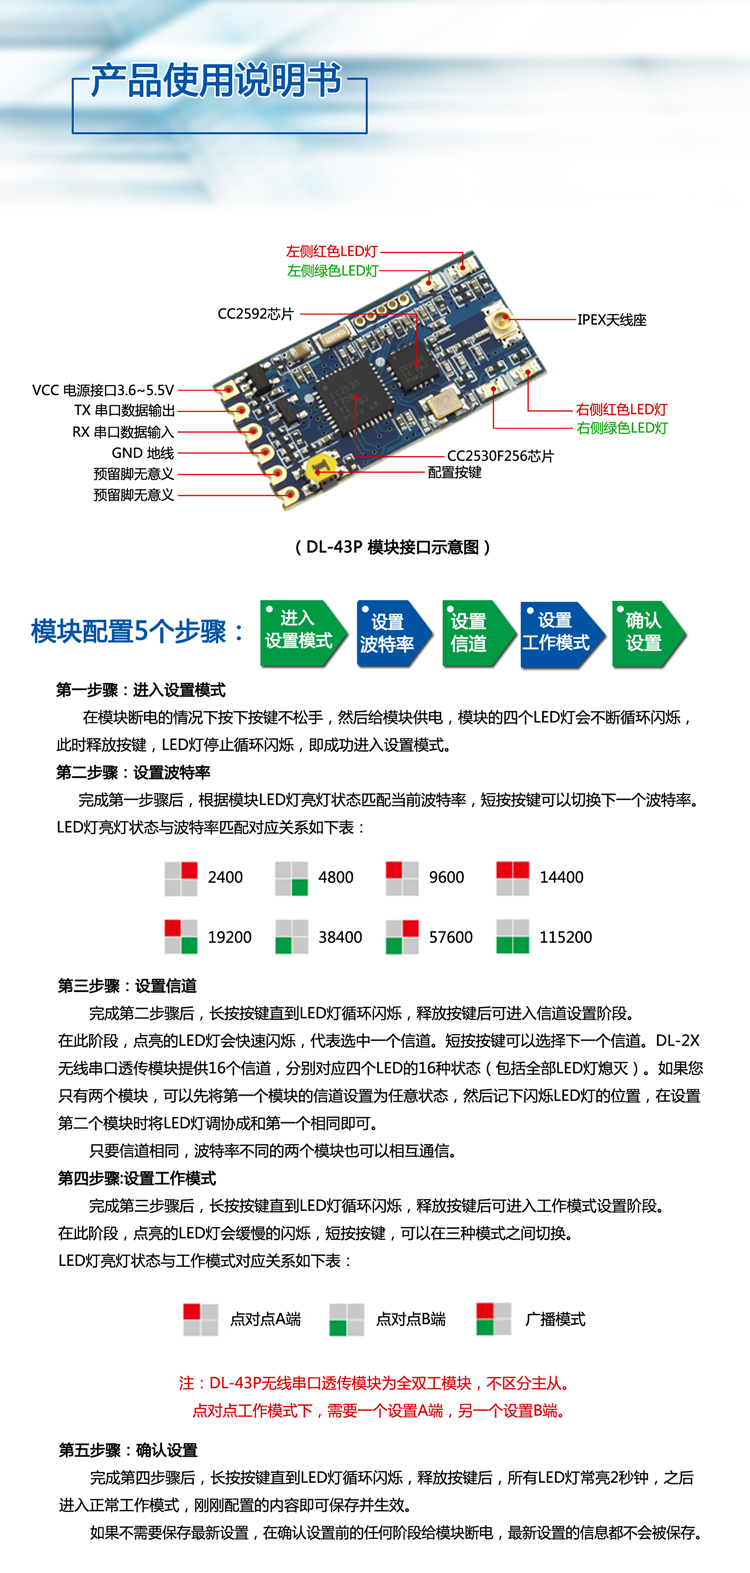 产品使用说明书
左侧红色LED灯
左侧绿色LED灯
CC2592芯片
IPEX天线座
VCC 电源接口3.6~5.5V
TX 串口数据输出
RX 串口数据输入
GND 地线
预留脚无意义
预留脚无意义
右侧红色LED灯
右侧绿色LED灯
CC2530F256芯片
配置按键
（ DL-43P 模块接口示意图 ）
模块配置5个步骤：
进入
设置模式
设置
波特率
设置
信道
设置
工作模式
确认
设置
第一步骤：进入设置模式
在模块断电的情况下按下按键不松手，然后给模块供电，模块的四个LED灯会不断循环闪烁，
此时释放按键，LED灯停止循环闪烁，即成功进入设置模式。
第二步骤：设置波特率
完成第一步骤后，根据模块LED灯亮灯状态匹配当前波特率，短按按键可以切换下一个波特率。
LED灯亮灯状态与波特率匹配对应关系如下表：
2400 4800 9600 14400
19200 38400 57600 115200
第三步骤：设置信道
完成第二步骤后，长按按键直到LED灯循环闪烁，释放按键后可进入信道设置阶段。
在此阶段，点亮的LED灯会快速闪烁，代表选中一个信道。短按按键可以选择下一个信道。DL-2X
无线串口透传模块提供16个信道，分别对应四个LED的16种状态（包括全部LED灯熄灭）。如果您
只有两个模块，可以先将第一个模块的信道设置为任意状态，然后记下闪烁LED灯的位置，在设置
第二个模块时将LED灯调协成和第一个相同即可。
只要信道相同，波特率不同的两个模块也可以相互通信。
第四步骤:设置工作模式
完成第三步骤后，长按按键直到LED灯循环闪烁，释放按键后可进入工作模式设置阶段。
在此阶段，点亮的LED灯会缓慢的闪烁，短按按键，可以在三种模式之间切换。
LED灯亮灯状态与工作模式对应关系如下表：
点对点A端 点对点B端 广播模式
注：DL-43P无线串口透传模块为全双工模块，不区分主从。
点对点工作模式下，需要一个设置A端，另一个设置B端。
第五步骤：确认设置
完成第四步骤后，长按按键直到LED灯循环闪烁，释放按键后，所有LED灯常亮2秒钟，之后
进入正常工作模式，刚刚配置的内容即可保存并生效。
如果不需要保存最新设置，在确认设置前的任何阶段给模块断电，最新设置的信息都不会被保存。